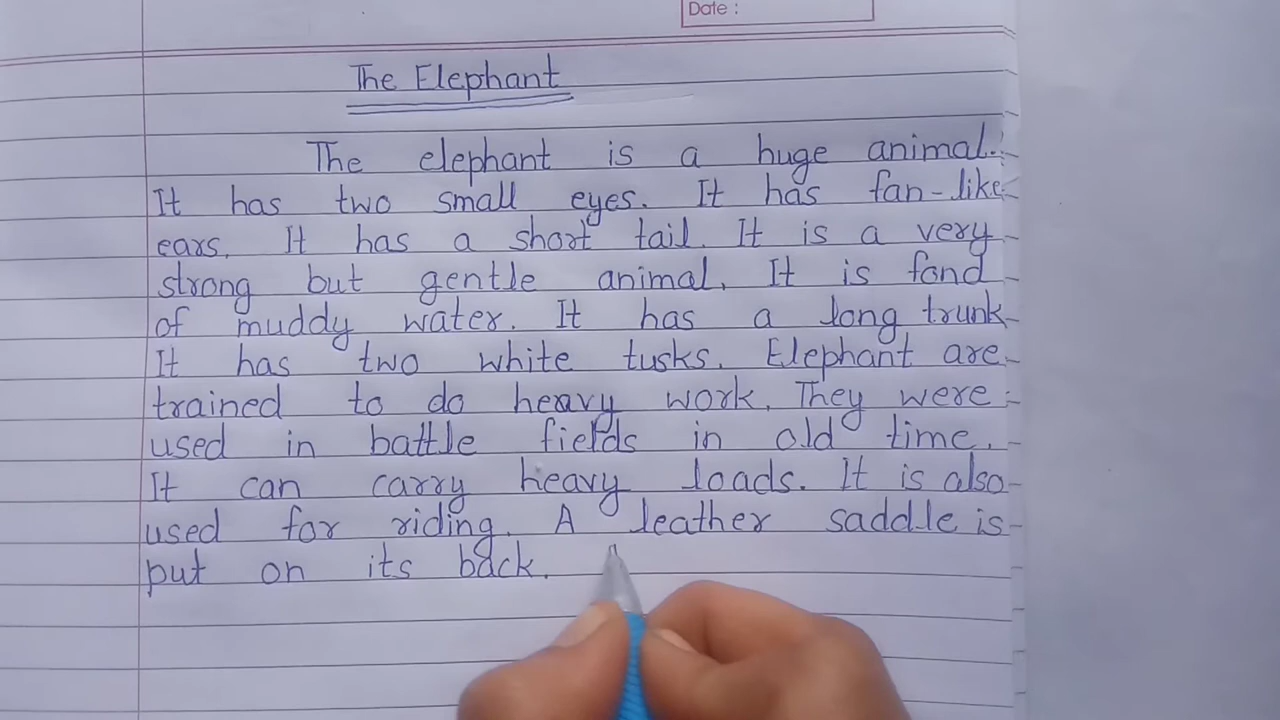 Date :
The Elephant
The elephant is a huge animal.
It has two small eyes. It has fan-like
ears. It has a short tail. It is a very
strong but gentle animal. It is fond
of muddy water. It has a long trunk
It has two white tusks. Elephant are
trained to do heavy work. They were
used in battle fields in old time.
It can carry heavy loads. It is also
used for riding. A leather saddle is
put on its back.